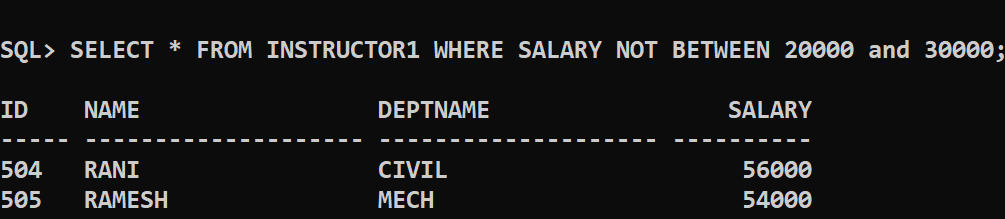 SQL> SELECT * FROM INSTRUCTOR1 WHERE SALARY NOT BETWEEN 20000 and 30000;
ID    NAME                 DEPTNAME                 SALARY
----- -------------------- -------------------- ----------
504   RANI                 CIVIL                     56000
505   RAMESH               MECH                      54000